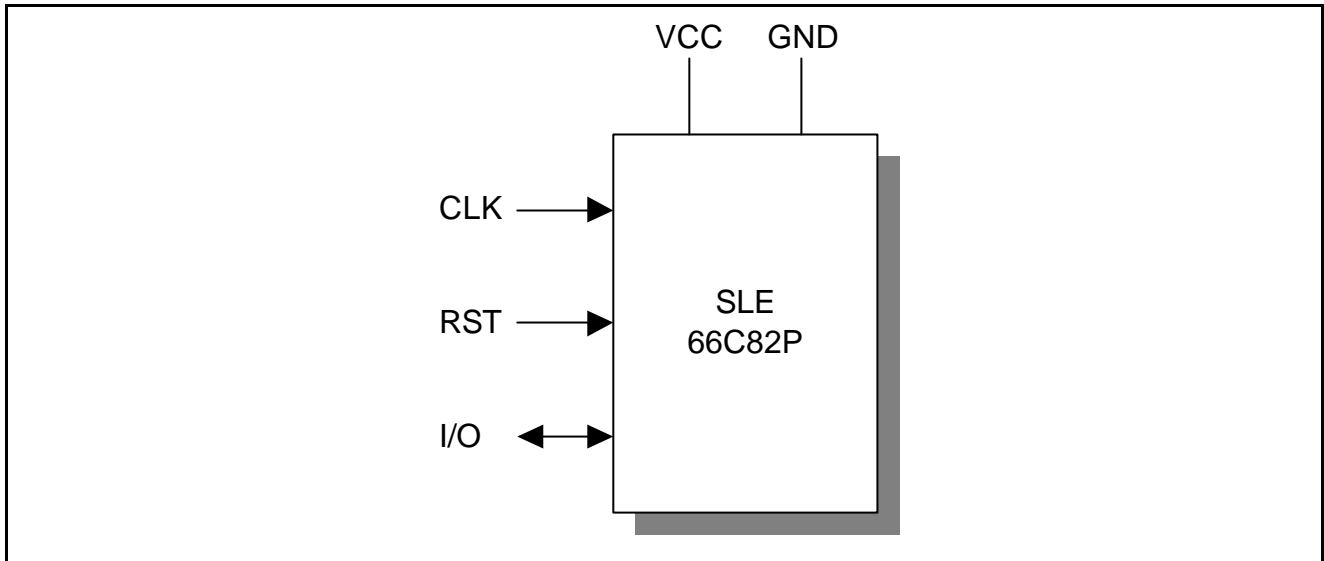 VCC GND
CLK
RST
SLE
66C82P
I/O